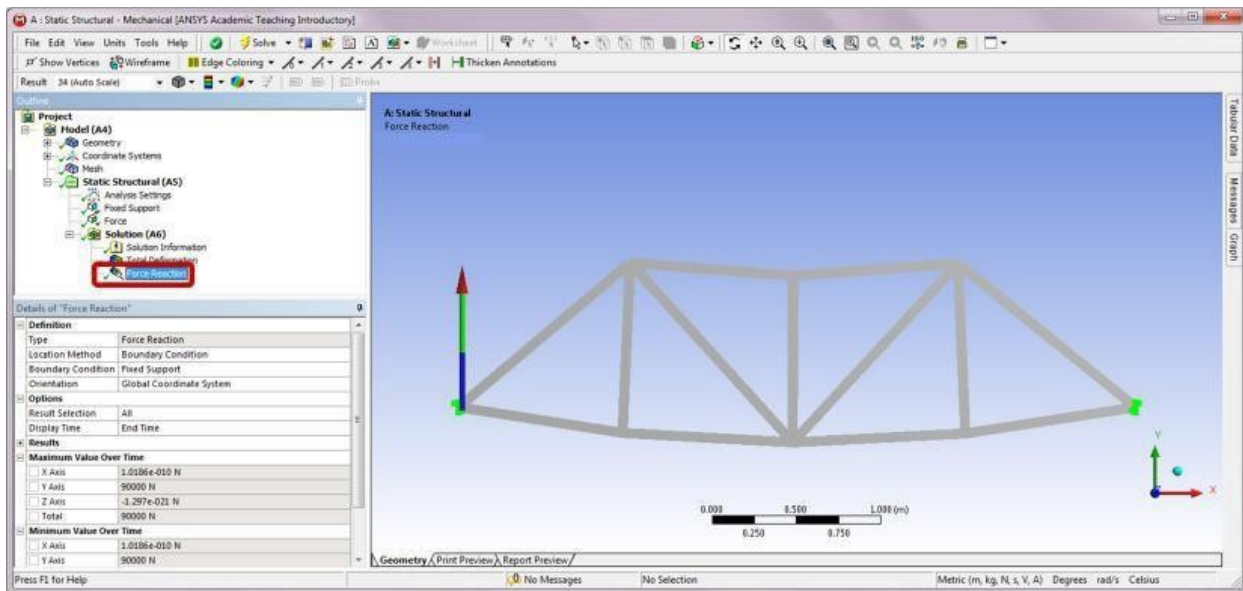 A : Static Structural - Mechanical [ANSYS Academic Teaching Introductory]
File Edit View Units Tools Help Solve Worksheet
Show Vertices Wireframe Edge Coloring Thicken Annotations
Result 34 (Auto Scale) Probe
Outline
Project
Model (A4)
Geometry
Coordinate Systems
Mesh
Static Structural (A5)
Analysis Settings
Fixed Support
Force
Solution (A6)
Solution Information
Total Deformation
Force Reaction
Details of "Force Reaction"
Definition
Type Force Reaction
Location Method Boundary Condition
Boundary Condition Fixed Support
Orientation Global Coordinate System
Options
Result Selection All
Display Time End Time
Results
Maximum Value Over Time
X Axis 1.0186e-010 N
Y Axis 90000 N
Z Axis -1.297e-021 N
Total 90000 N
Minimum Value Over Time
X Axis 1.0186e-010 N
Y Axis 90000 N
A: Static Structural
Force Reaction
Y
X
0.000 0.500 1.000 (m)
0.250 0.750
Geometry Print Preview Report Preview
Tabular Data
Messages
Graph
Press F1 for Help No Messages No Selection Metric (m, kg, N, s, V, A) Degrees rad/s Celsius